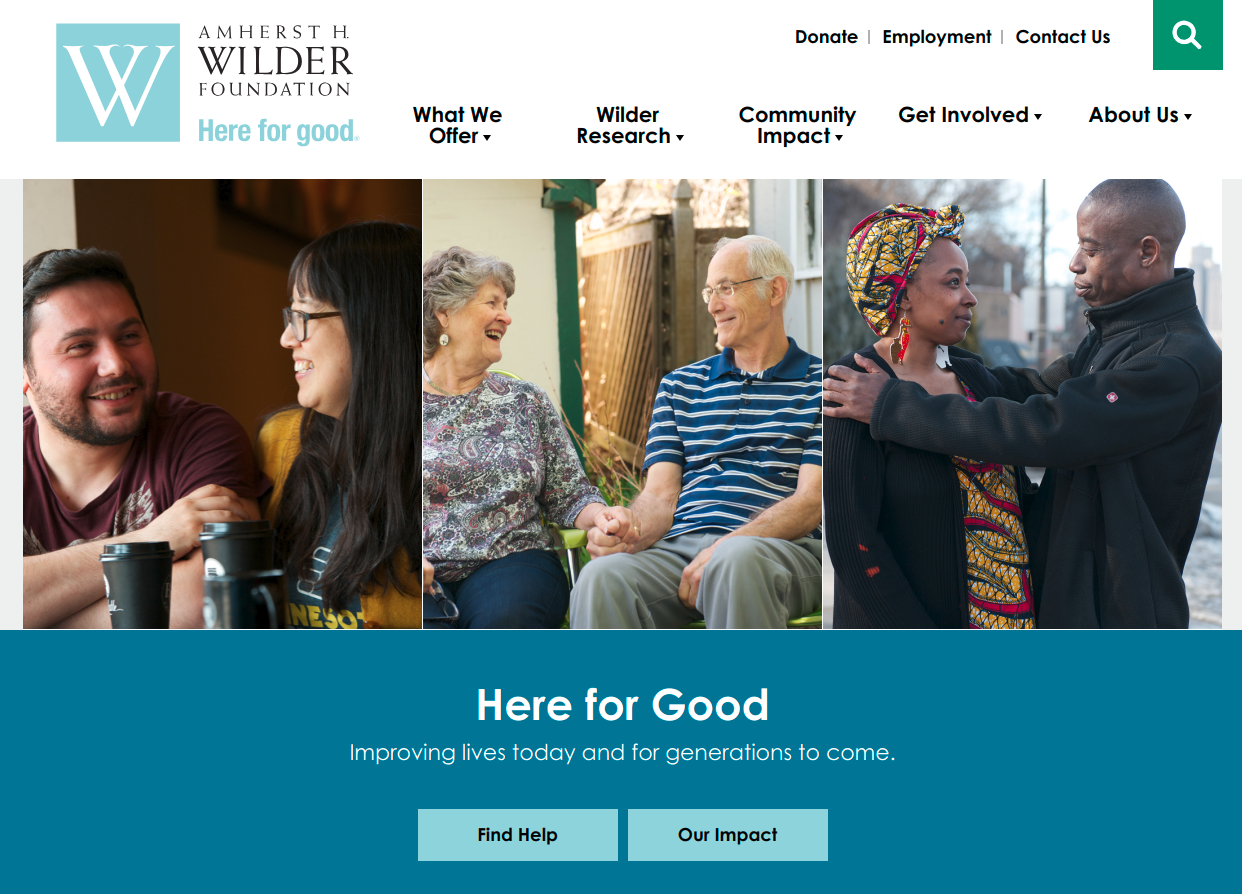 AMHERST H.
WILDER
FOUNDATION
Here for good.
Donate | Employment | Contact Us
What We
Offer
Wilder
Research
Community
Impact
Get Involved
About Us
Here for Good
Improving lives today and for generations to come.
Find Help
Our Impact